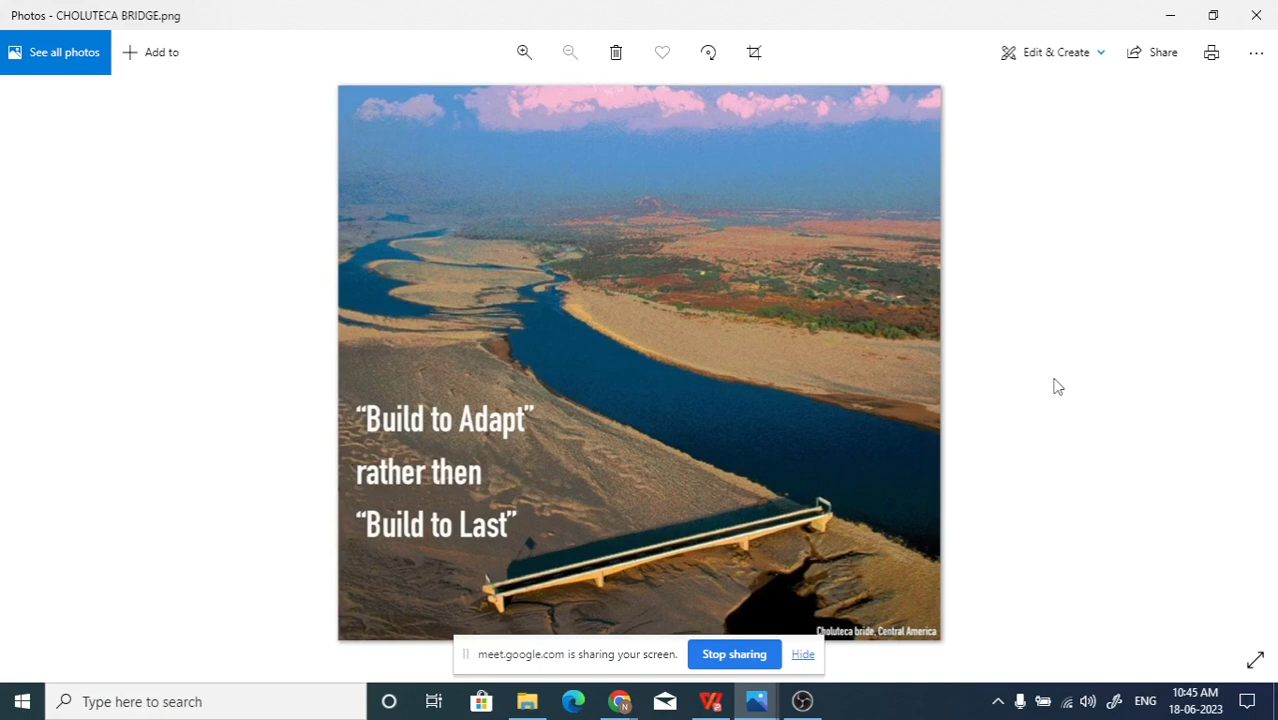 Photos - CHOLUTECA BRIDGE.png
See all photos
Add to
Edit & Create
Share
“Build to Adapt”
rather then
“Build to Last”
Choluteca bride, Central America
meet.google.com is sharing your screen.
Stop sharing
Hide
Type here to search
ENG
10:45 AM
18-06-2023